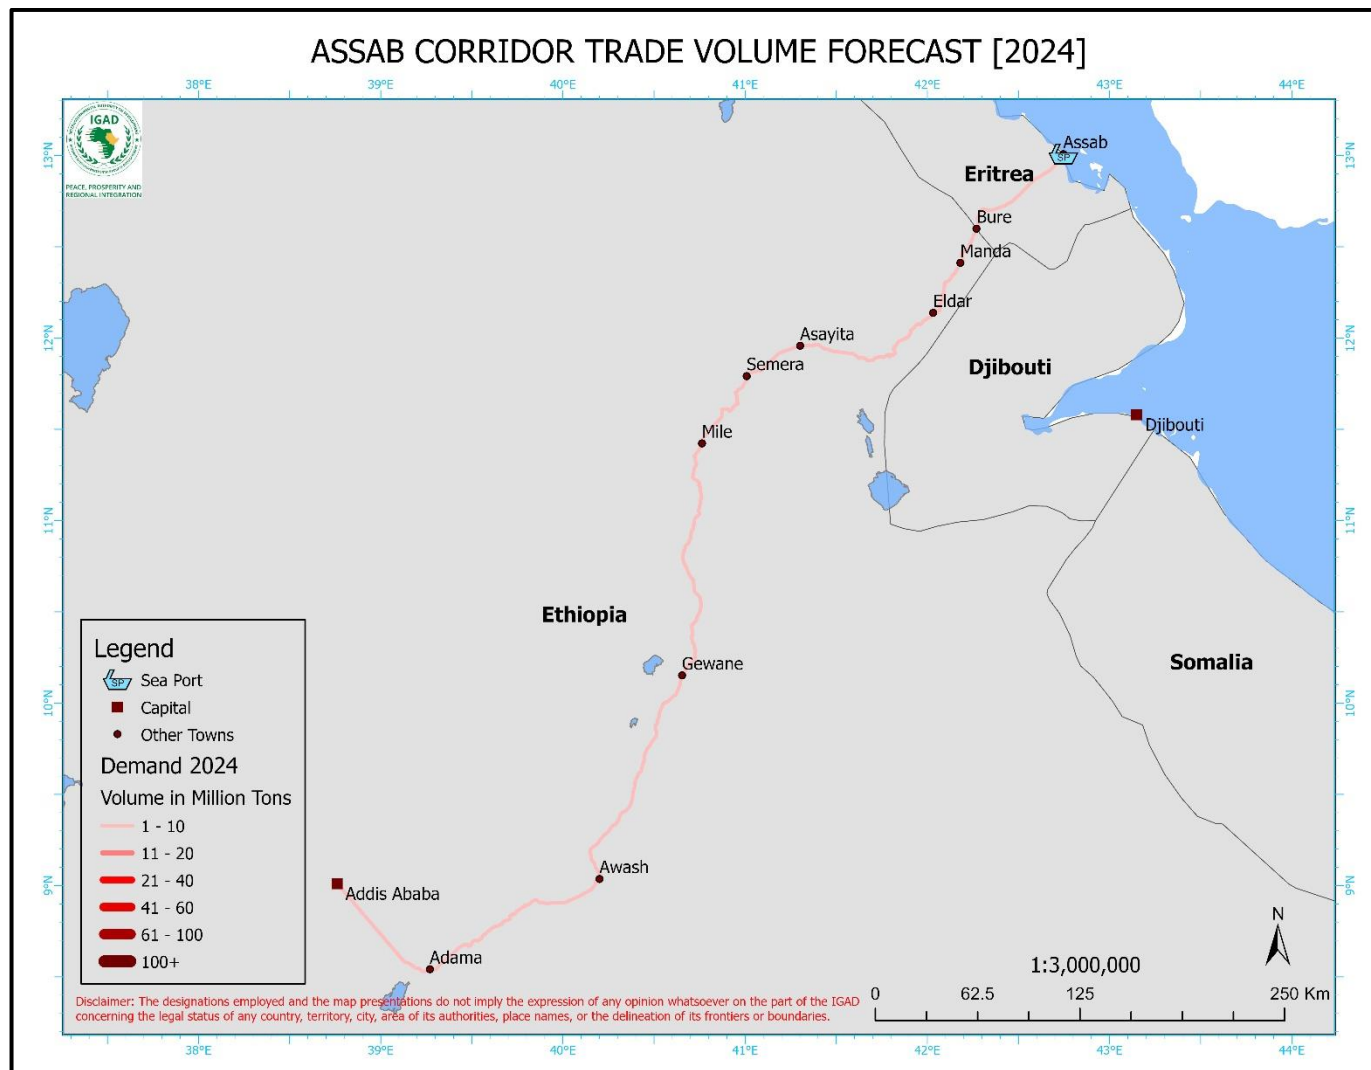 ASSAB CORRIDOR TRADE VOLUME FORECAST [2024]
38°E
39°E
40°E
41°E
42°E
43°E
44°E
IGAD
PEACE, PROSPERITY AND
REGIONAL INTEGRATION
13°N
13°N
Assab
SP
Eritrea
Bure
Manda
Eldar
12°N
12°N
Asayita
Semera
Djibouti
Mile
Djibouti
11°N
11°N
Ethiopia
Somalia
Gewane
10°N
10°N
Awash
9°N
9°N
Addis Ababa
Adama
Legend
SP Sea Port
Capital
Other Towns
Demand 2024
Volume in Million Tons
1 - 10
11 - 20
21 - 40
41 - 60
61 - 100
100+
N
1:3,000,000
0 62.5 125 250 Km
Disclaimer: The designations employed and the map presentations do not imply the expression of any opinion whatsoever on the part of the IGAD
concerning the legal status of any country, territory, city, area of its authorities, place names, or the delineation of its frontiers or boundaries.
38°E
39°E
40°E
41°E
42°E
43°E
44°E